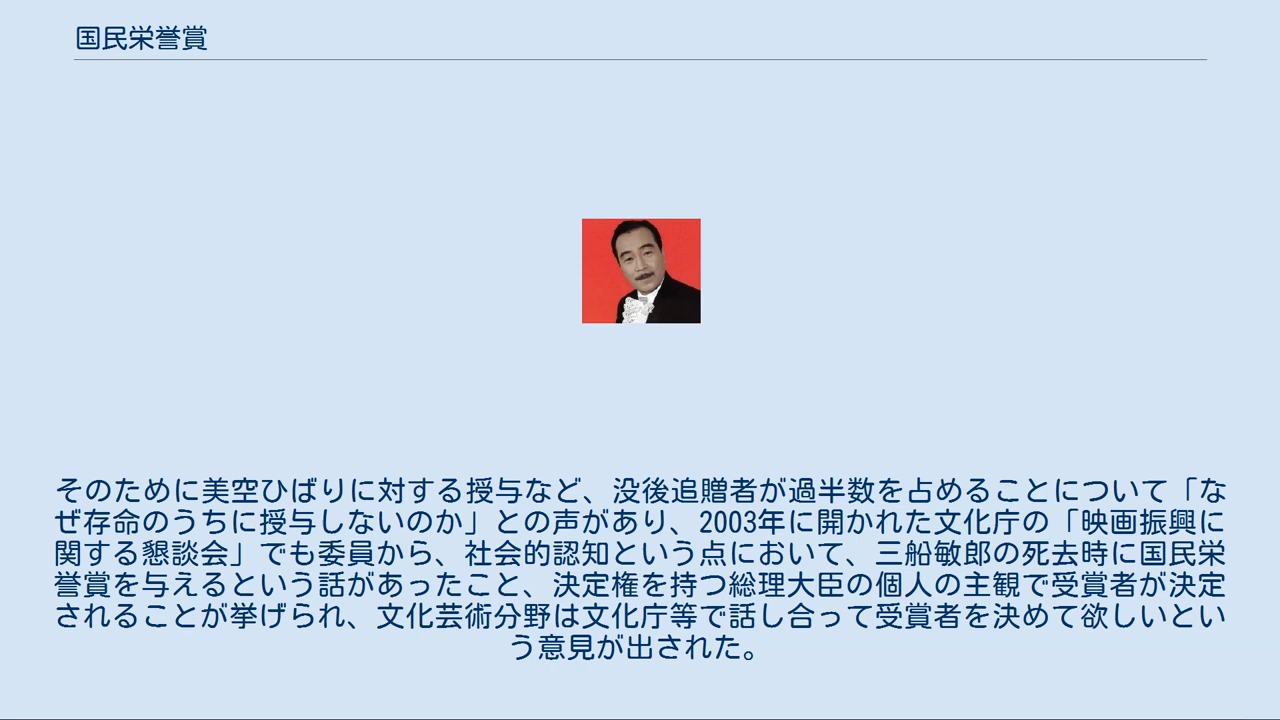 国民栄誉賞
そのために美空ひばりに対する授与など、没後追贈者が過半数を占めることについて「な
ぜ存命のうちに授与しないのか」との声があり、2003年に開かれた文化庁の「映画振興に
関する懇談会」でも委員から、社会的認知という点において、三船敏郎の死去時に国民栄
誉賞を与えるという話があったこと、決定権を持つ総理大臣の個人の主観で受賞者が決定
されることが挙げられ、文化芸術分野は文化庁等で話し合って受賞者を決めて欲しいとい
う意見が出された。